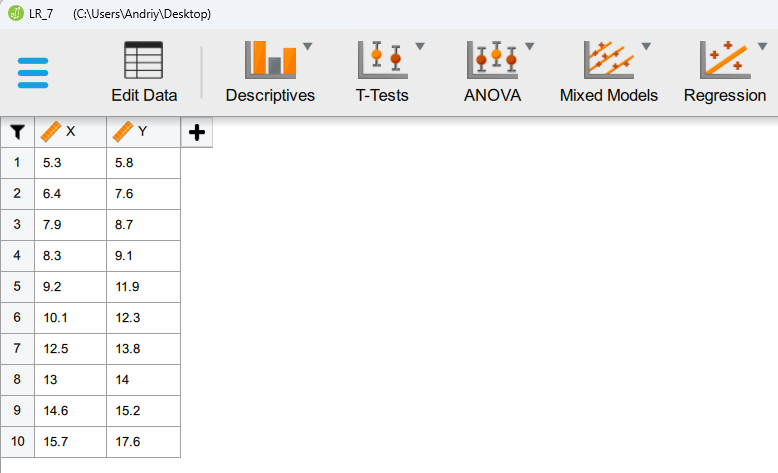 LR_7 (C:\Users\Andriy\Desktop)
Edit Data Descriptives T-Tests ANOVA Mixed Models Regression
X Y
1 5.3 5.8
2 6.4 7.6
3 7.9 8.7
4 8.3 9.1
5 9.2 11.9
6 10.1 12.3
7 12.5 13.8
8 13 14
9 14.6 15.2
10 15.7 17.6